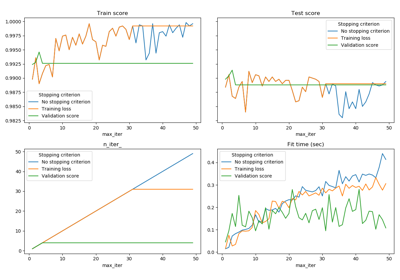 Train score
1.0000
0.9975
0.9950
0.9925
0.9900
0.9875
0.9850
0.9825
Stopping criterion
No stopping criterion
Training loss
Validation score
0
10
20
30
40
50
max_iter
Test score
Stopping criterion
No stopping criterion
Training loss
Validation score
0
10
20
30
40
50
max_iter
n_iter_
50
40
30
20
10
0
Stopping criterion
No stopping criterion
Training loss
Validation score
0
10
20
30
40
50
max_iter
Fit time (sec)
0.4
0.3
0.2
0.1
0.0
Stopping criterion
No stopping criterion
Training loss
Validation score
0
10
20
30
40
50
max_iter